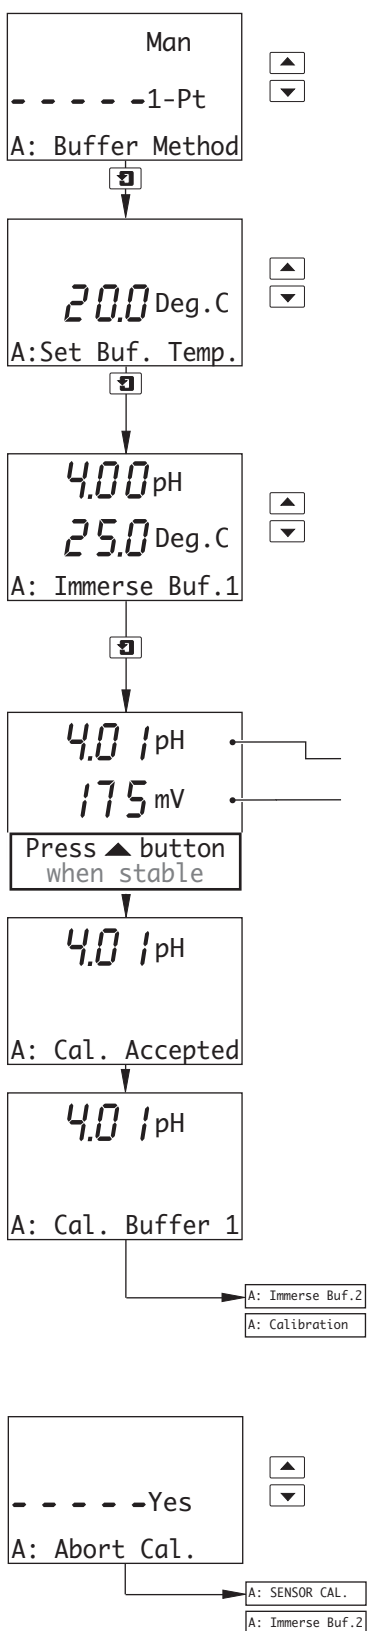 Man
- - - - -1-Pt
A: Buffer Method
20.0 Deg.C
A:Set Buf. Temp.
4.00 pH
25.0 Deg.C
A: Immerse Buf.1
4.01 pH
175 mV
Press ▲ button
when stable
4.01 pH
A: Cal. Accepted
4.01 pH
A: Cal. Buffer 1
A: Immerse Buf.2
A: Calibration
- - - - -Yes
A: Abort Cal.
A: SENSOR CAL.
A: Immerse Buf.2